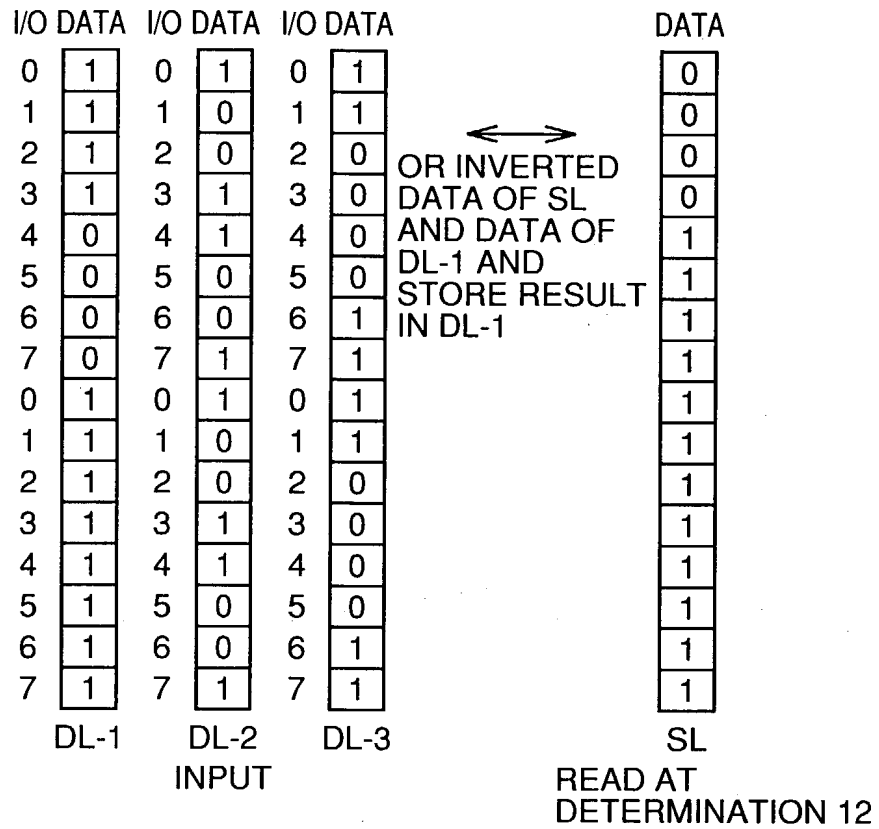 I/O DATA I/O DATA I/O DATA DATA
0 1 0 1 0 1 0
1 1 1 0 1 1 0
2 1 2 0 2 0 0
3 1 3 1 3 0 0
4 0 4 1 4 0 1
5 0 5 0 5 0 1
6 0 6 0 6 1 1
7 0 7 1 7 1 1
0 1 0 1 0 1 1
1 1 1 0 1 1 1
2 1 2 0 2 0 1
3 1 3 1 3 0 1
4 1 4 1 4 0 1
5 1 5 0 5 0 1
6 1 6 0 6 1 1
7 1 7 1 7 1 1
OR INVERTED
DATA OF SL
AND DATA OF
DL-1 AND
STORE RESULT
IN DL-1
DL-1 DL-2 DL-3 SL
INPUT
READ AT
DETERMINATION 12